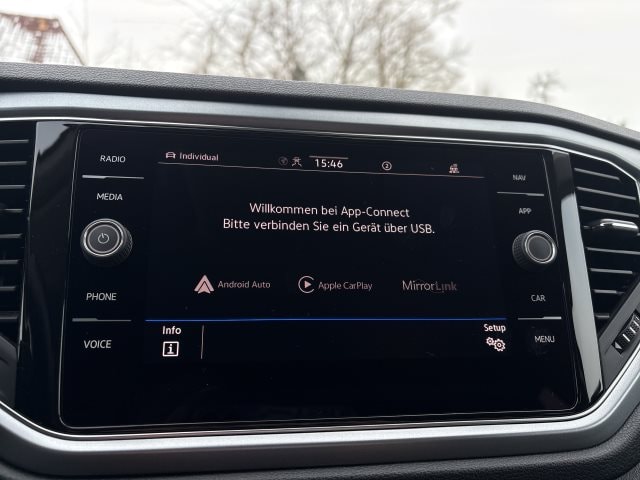 RADIO
MEDIA
PHONE
VOICE
Individual
15:46
2
Willkommen bei App-Connect
Bitte verbinden Sie ein Gerät über USB.
Android Auto
Apple CarPlay
MirrorLink
Info
i
Setup
NAV
APP
CAR
MENU